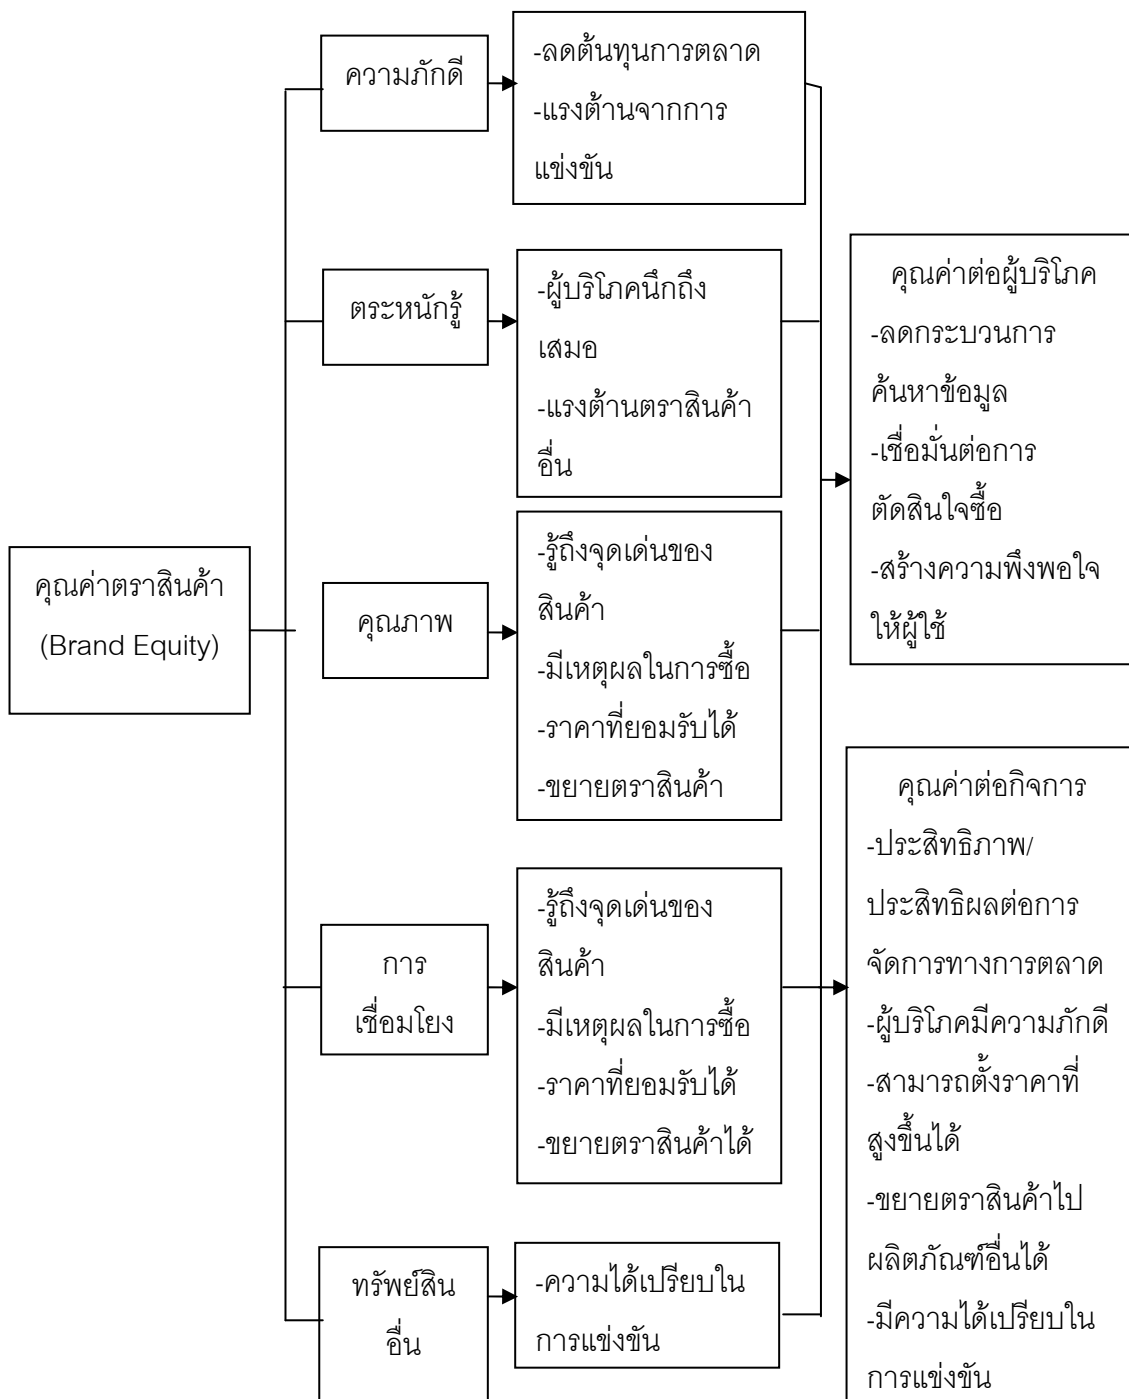 คุณค่าตราสินค้า
(Brand Equity)
ความภักดี
-ลดต้นทุนการตลาด
-แรงต้านจากการ
แข่งขัน
ตระหนักรู้
-ผู้บริโภคนึกถึง
เสมอ
-แรงต้านตราสินค้า
อื่น
คุณภาพ
-รู้ถึงจุดเด่นของ
สินค้า
-มีเหตุผลในการซื้อ
-ราคาที่ยอมรับได้
-ขยายตราสินค้า
การ
เชื่อมโยง
-รู้ถึงจุดเด่นของ
สินค้า
-มีเหตุผลในการซื้อ
-ราคาที่ยอมรับได้
-ขยายตราสินค้าได้
ทรัพย์สิน
อื่น
-ความได้เปรียบใน
การแข่งขัน
คุณค่าต่อผู้บริโภค
-ลดกระบวนการ
ค้นหาข้อมูล
-เชื่อมั่นต่อการ
ตัดสินใจซื้อ
-สร้างความพึงพอใจ
ให้ผู้ใช้
คุณค่าต่อกิจการ
-ประสิทธิภาพ/
ประสิทธิผลต่อการ
จัดการทางการตลาด
-ผู้บริโภคมีความภักดี
-สามารถตั้งราคาที่
สูงขึ้นได้
-ขยายตราสินค้าไป
ผลิตภัณฑ์อื่นได้
-มีความได้เปรียบใน
การแข่งขัน